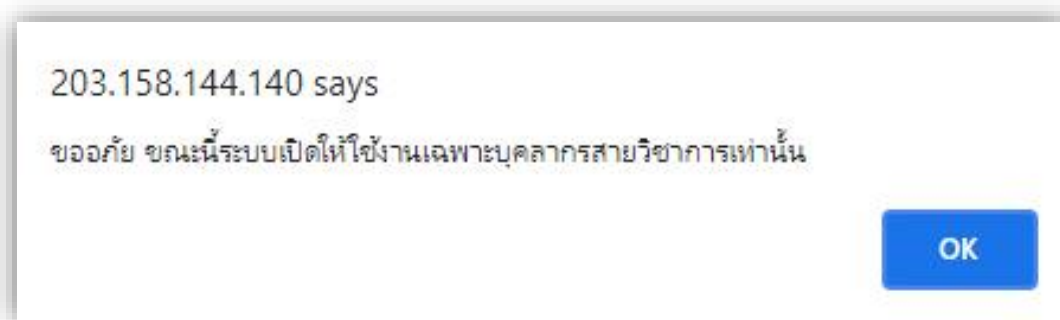 203.158.144.140 says
ขออภัย ขณะนี้ระบบเปิดให้ใช้งานเฉพาะบุคลากรสายวิชาการเท่านั้น
OK